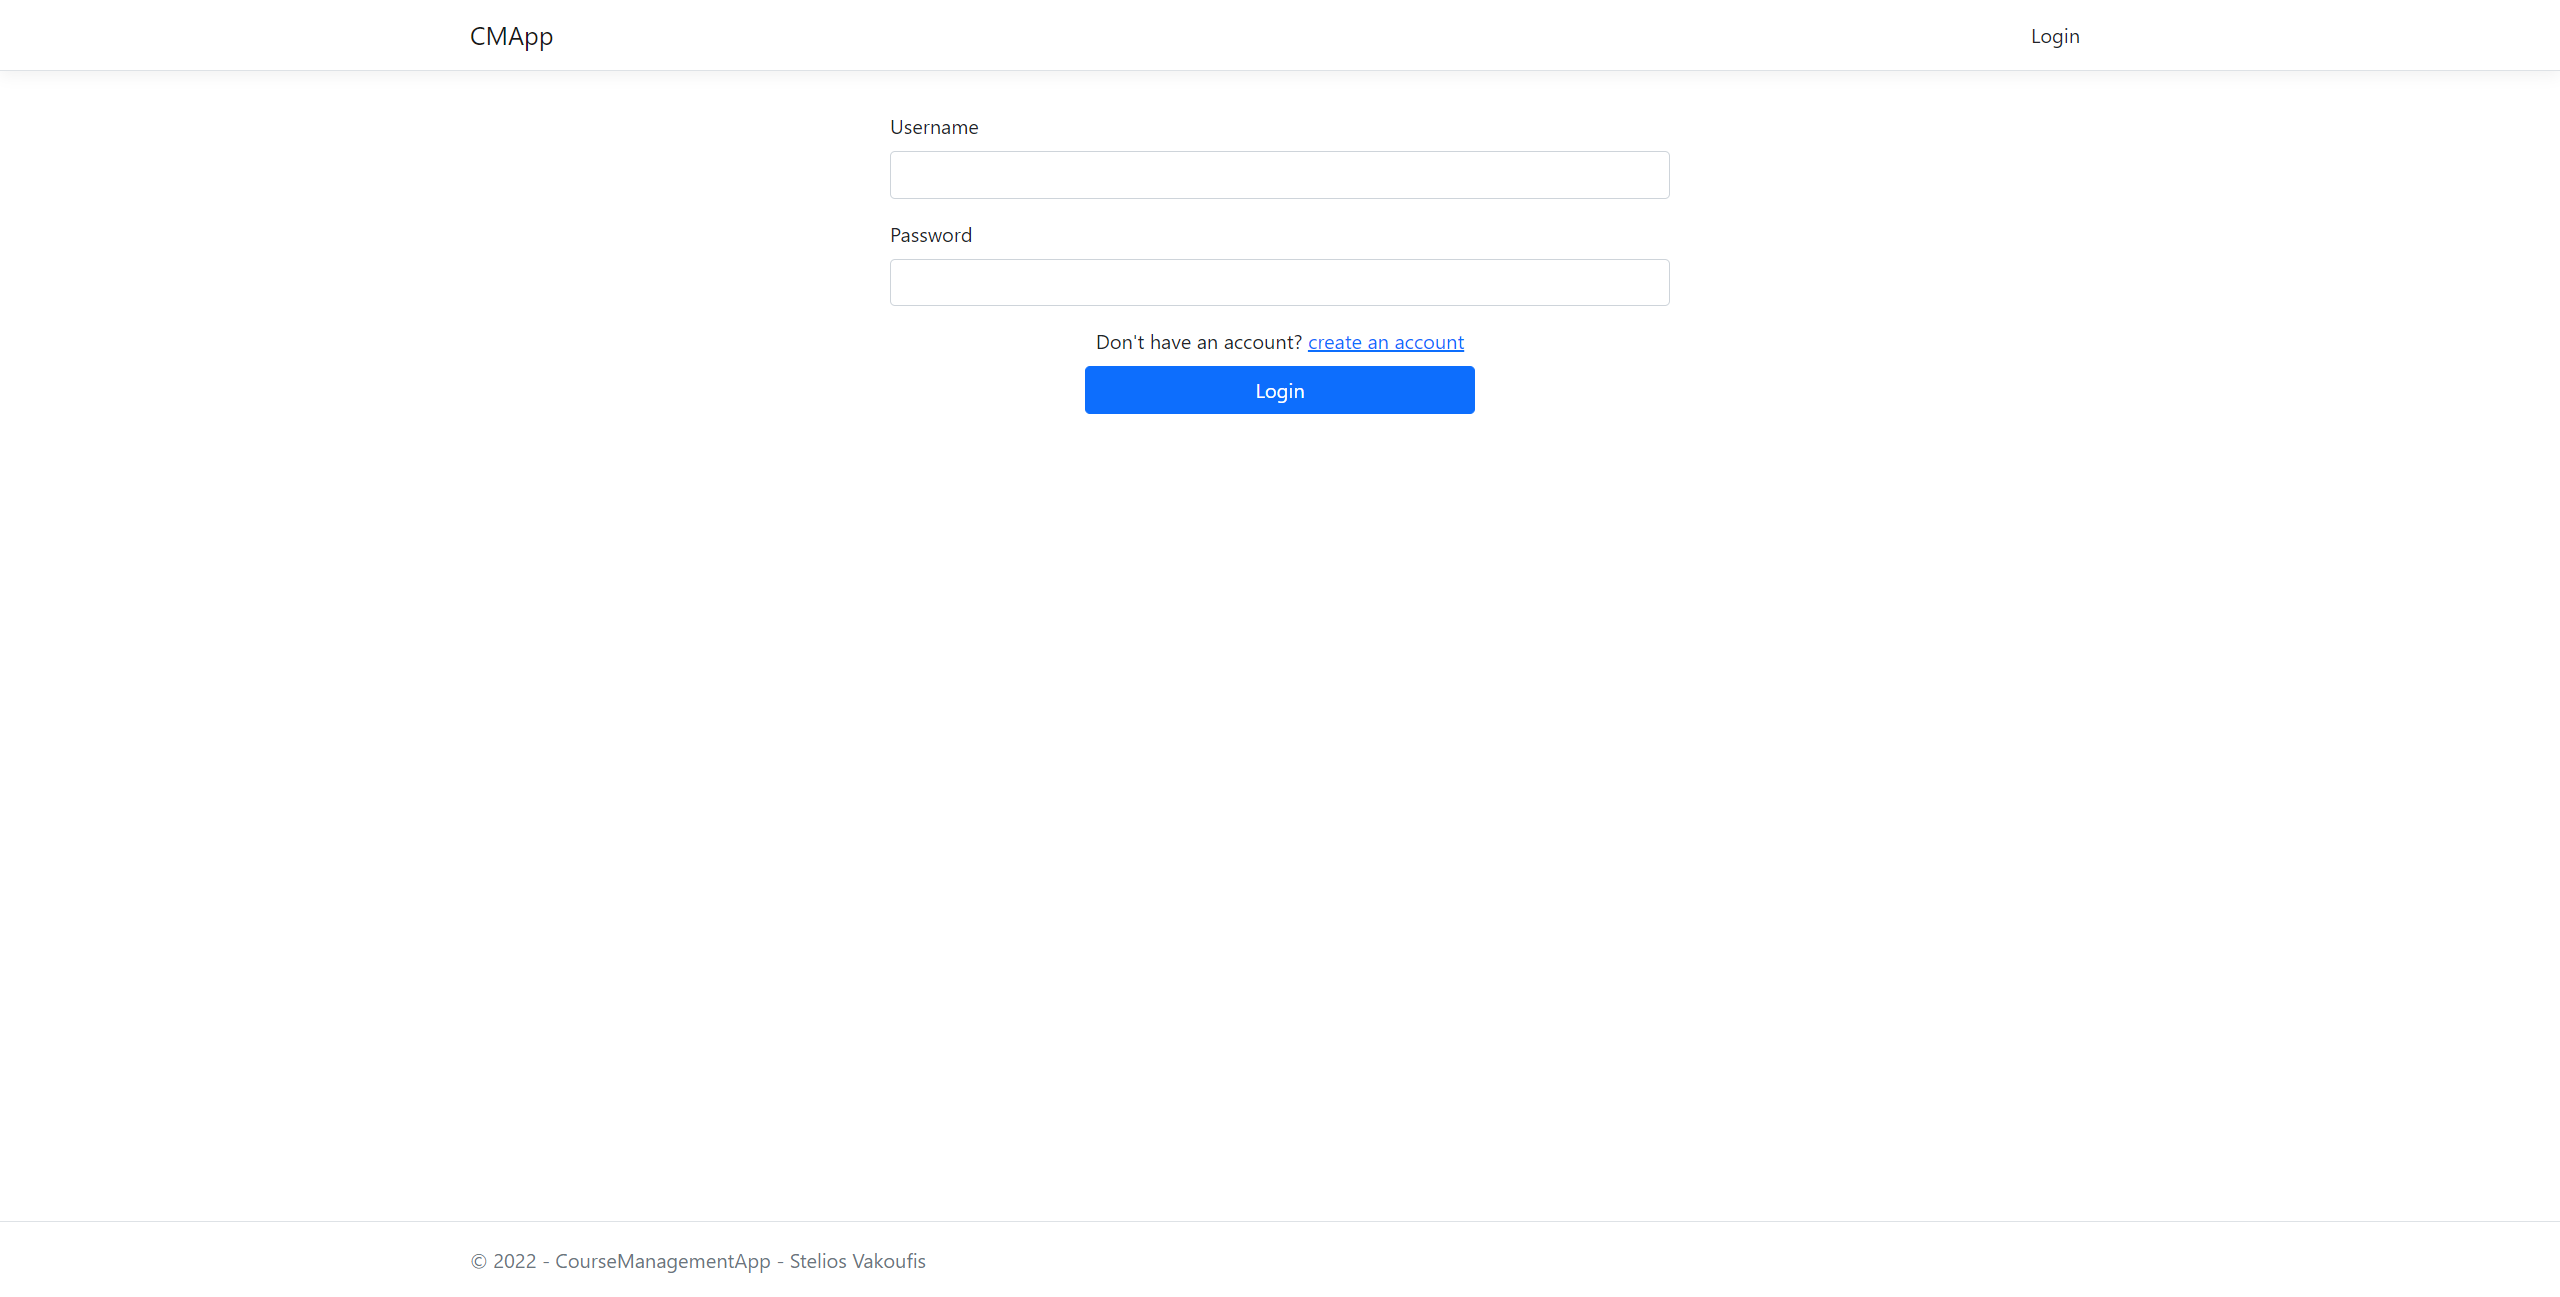 CMApp
Login
Username
Password
Don't have an account? create an account
Login
© 2022 - CourseManagementApp - Stelios Vakoufis